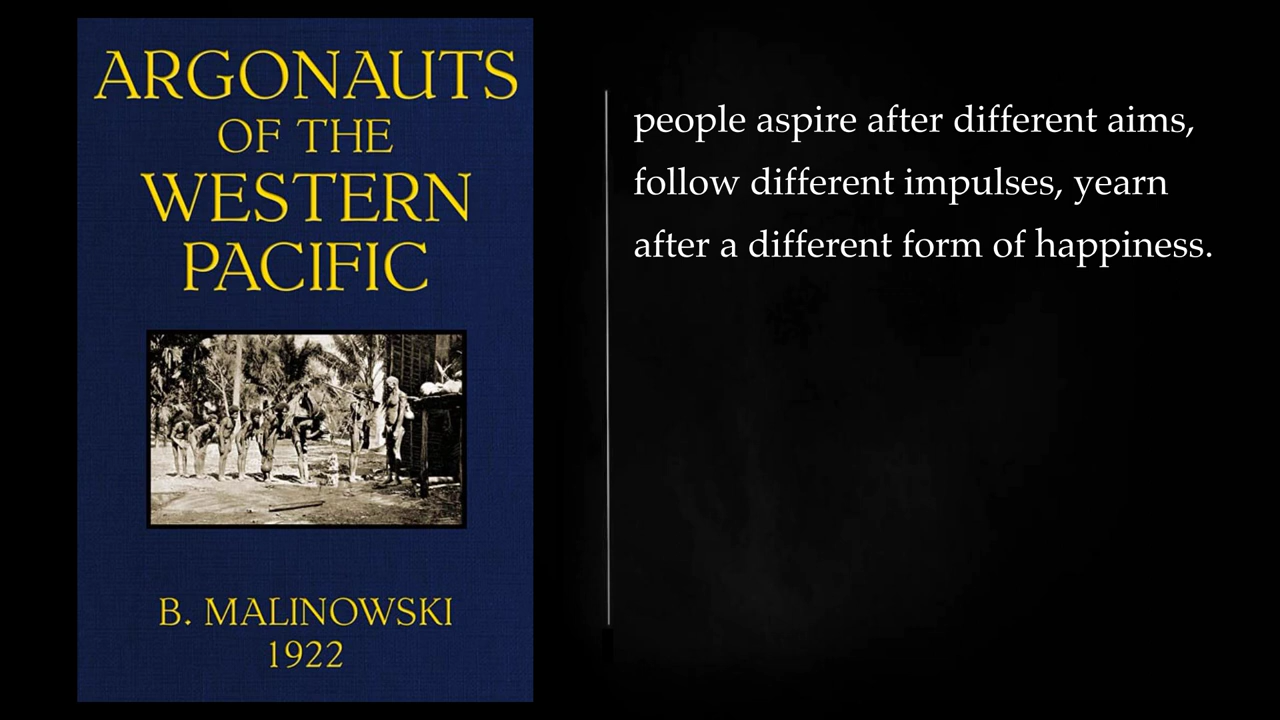 ARGONAUTS
OF THE
WESTERN
PACIFIC
B. MALINOWSKI
1922
people aspire after different aims,
follow different impulses, yearn
after a different form of happiness.